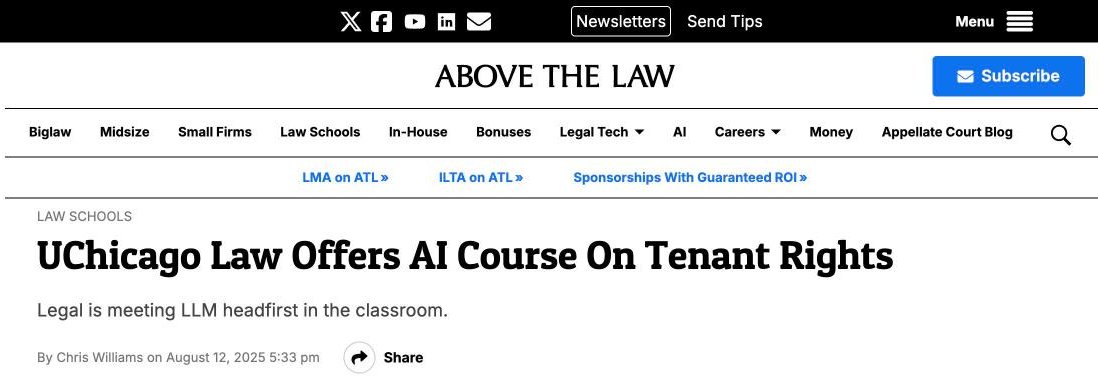 Newsletters Send Tips Menu
ABOVE THE LAW
Subscribe
Biglaw Midsize Small Firms Law Schools In-House Bonuses Legal Tech AI Careers Money Appellate Court Blog
LMA on ATL» ILTA on ATL» Sponsorships With Guaranteed ROI»
LAW SCHOOLS
UChicago Law Offers AI Course On Tenant Rights
Legal is meeting LLM headfirst in the classroom.
By Chris Williams on August 12, 2025 5:33 pm Share